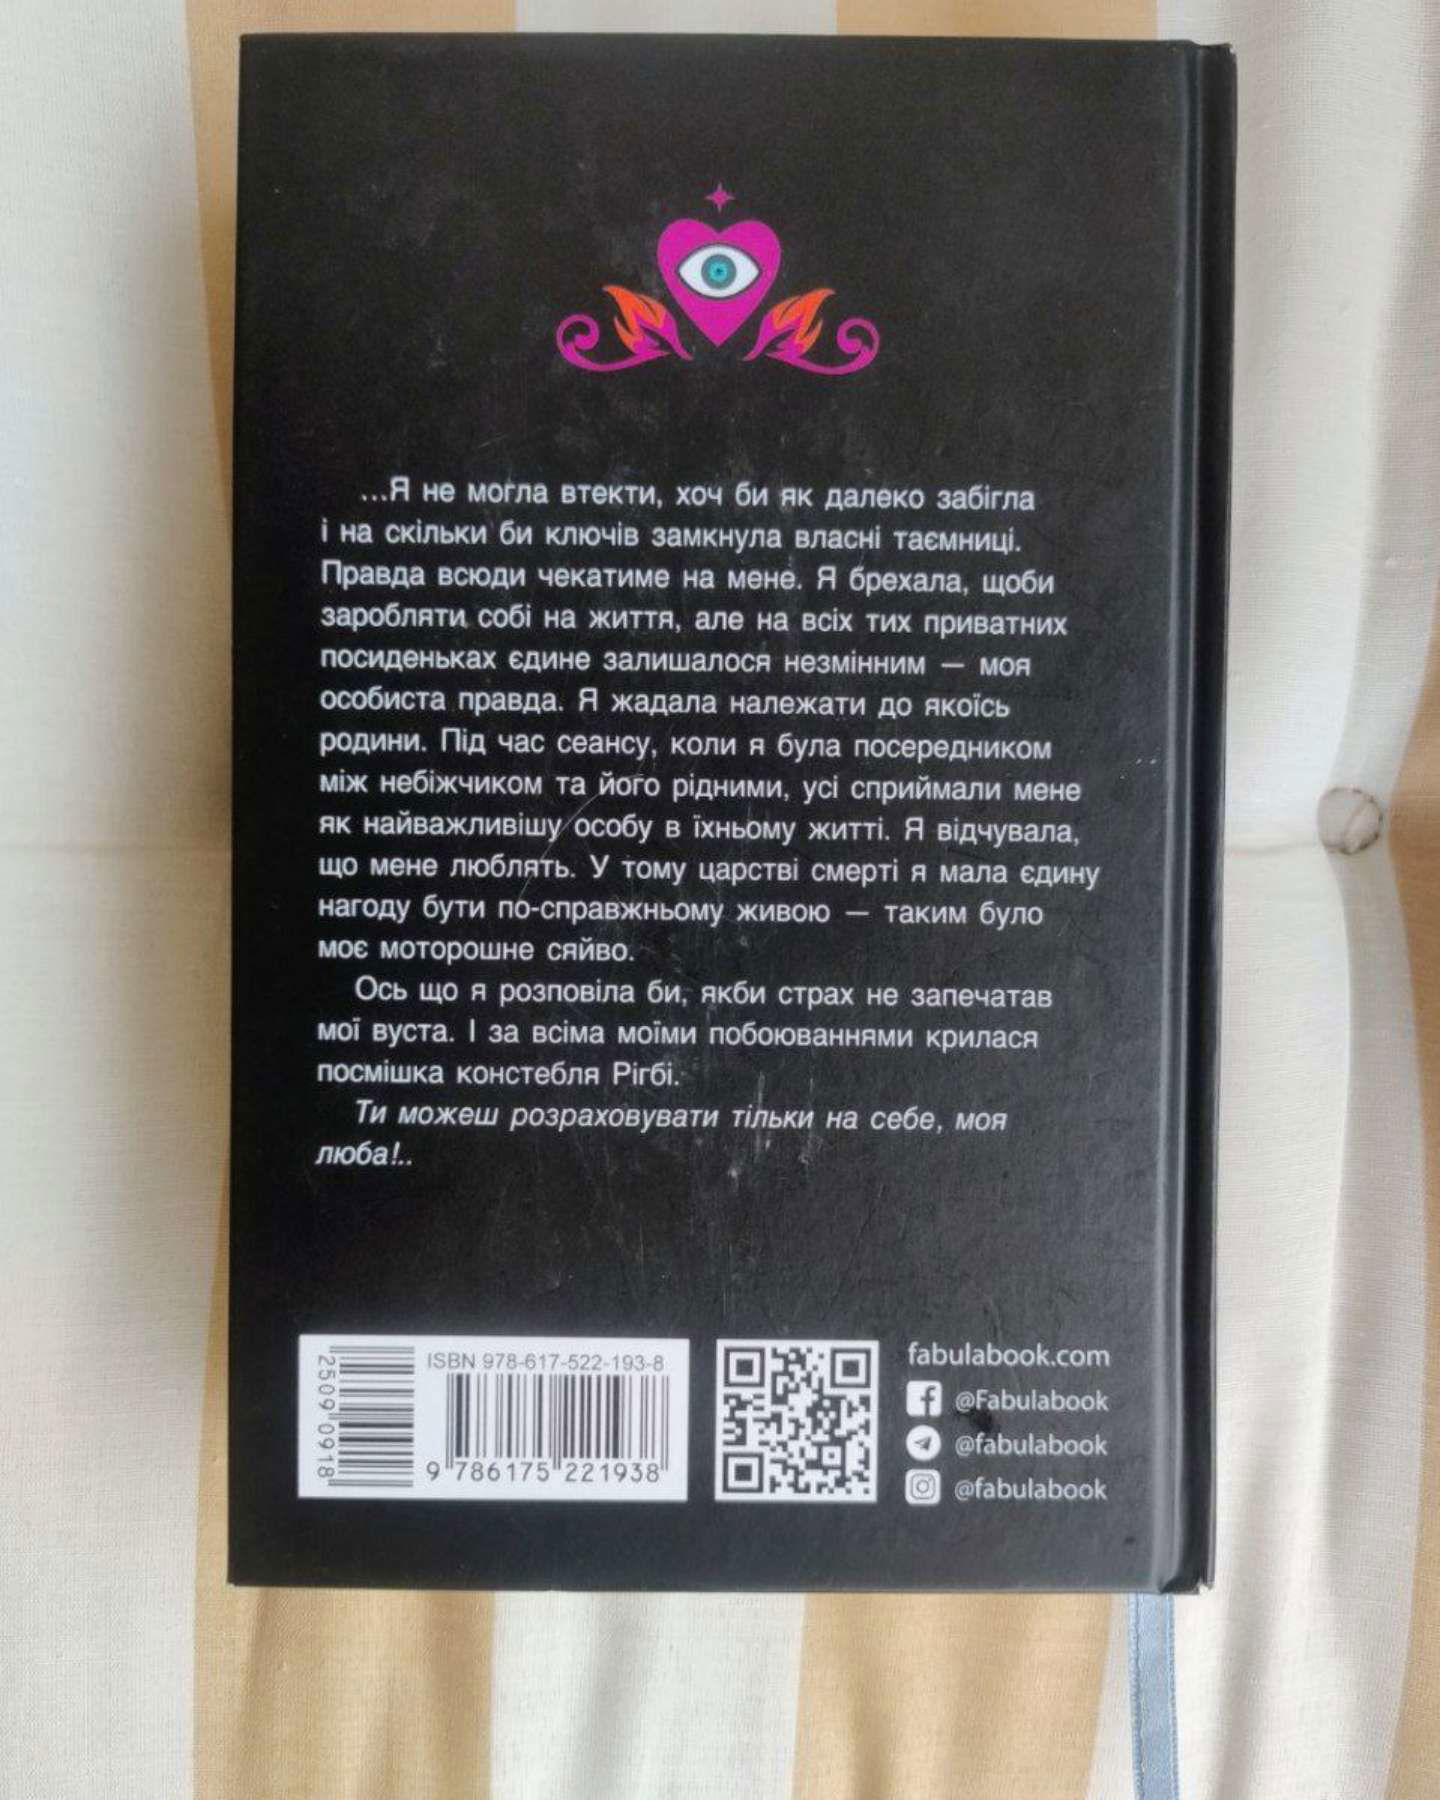 ...Я не могла втекти, хоч би як далеко забігла
і на скільки би ключів замкнула власні таємниці.
Правда всюди чекатиме на мене. Я брехала, щоби
заробляти собі на життя, але на всіх тих приватних
посиденьках єдине залишалося незмінним — моя
особиста правда. Я жадала належати до якоїсь
родини. Під час сеансу, коли я була посередником
між небіжчиком та його рідними, усі сприймали мене
як найважливішу особу в їхньому житті. Я відчувала,
що мене люблять. У тому царстві смерті я мала єдину
нагоду бути по-справжньому живою — таким було
моє моторошне сяйво.
Ось що я розповіла би, якби страх не запечатав
мої вуста. І за всіма моїми побоюваннями крилася
посмішка констебля Рігбі.
Ти можеш розраховувати тільки на себе, моя
люба!..
2509 0918
ISBN 978-617-522-193-8
9 786175 221938
fabulabook.com
@Fabulabook
@fabulabook
@fabulabook